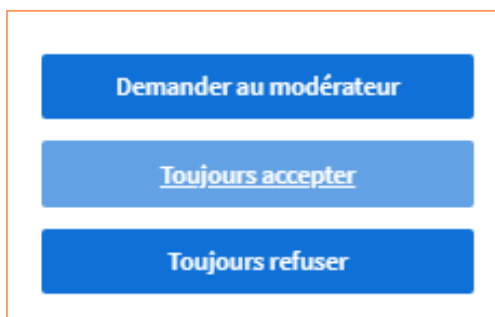 Demander au modérateur
Toujours accepter
Toujours refuser